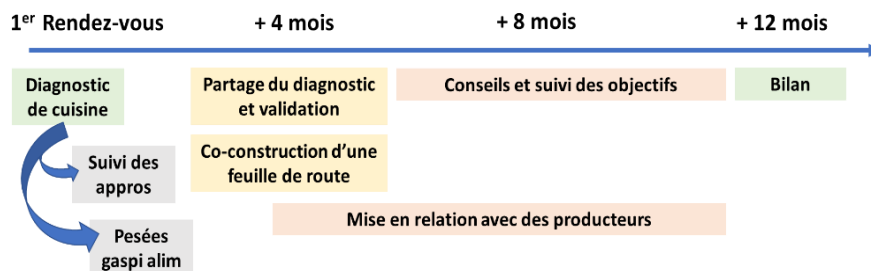 1er Rendez-vous
+ 4 mois
+ 8 mois
+ 12 mois
Diagnostic
de cuisine
Partage du diagnostic
et validation
Conseils et suivi des objectifs
Bilan
Suivi des
appros
Co-construction d'une
feuille de route
Mise en relation avec des producteurs
Pesées
gaspi alim